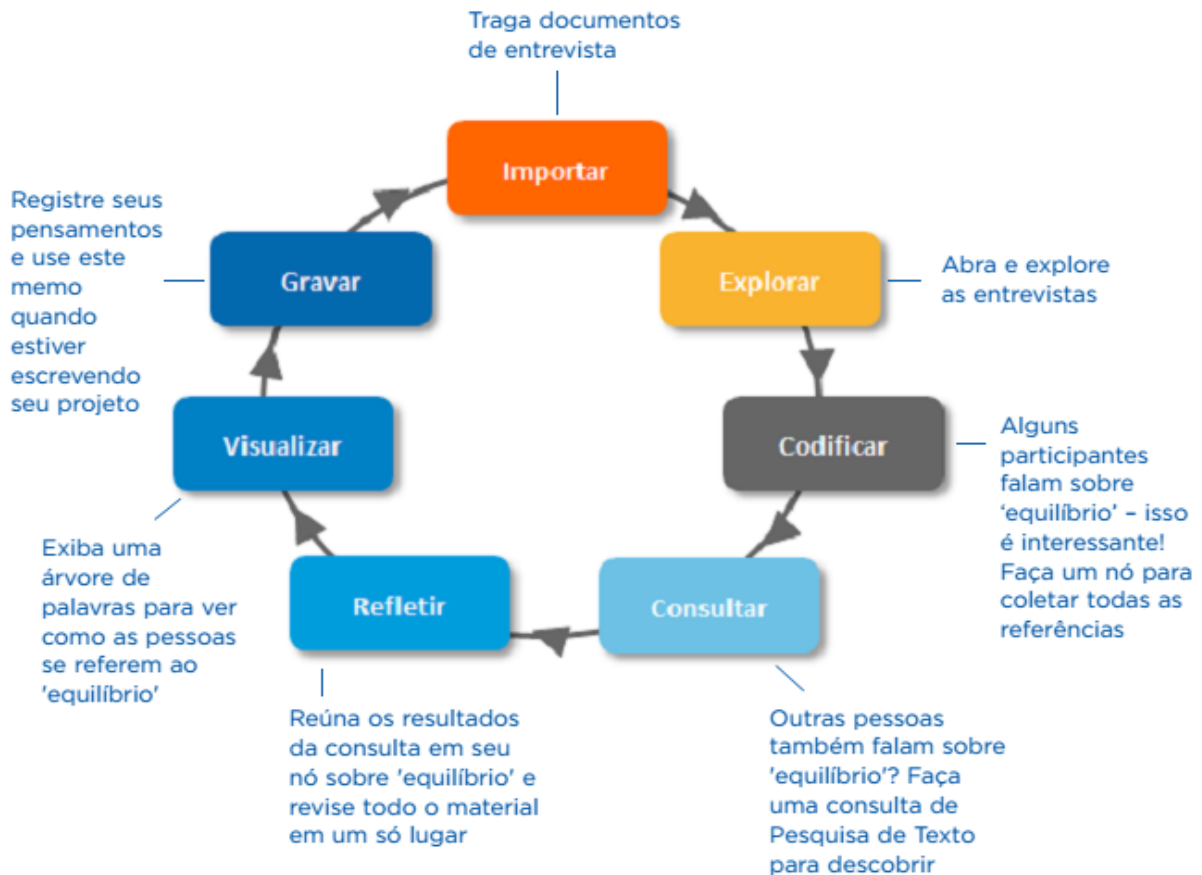 Traga documentos
de entrevista
Importar
Explorar
Abra e explore
as entrevistas
Codificar
Alguns
participantes
falam sobre
‘equilíbrio’ – isso
é interessante!
Faça um nó para
coletar todas as
referências
Consultar
Outras pessoas
também falam sobre
'equilíbrio'? Faça
uma consulta de
Pesquisa de Texto
para descobrir
Refletir
Reúna os resultados
da consulta em seu
nó sobre 'equilíbrio' e
revise todo o material
em um só lugar
Visualizar
Exiba uma
árvore de
palavras para ver
como as pessoas
se referem ao
'equilíbrio'
Gravar
Registre seus
pensamentos
e use este
memo
quando
estiver
escrevendo
seu projeto